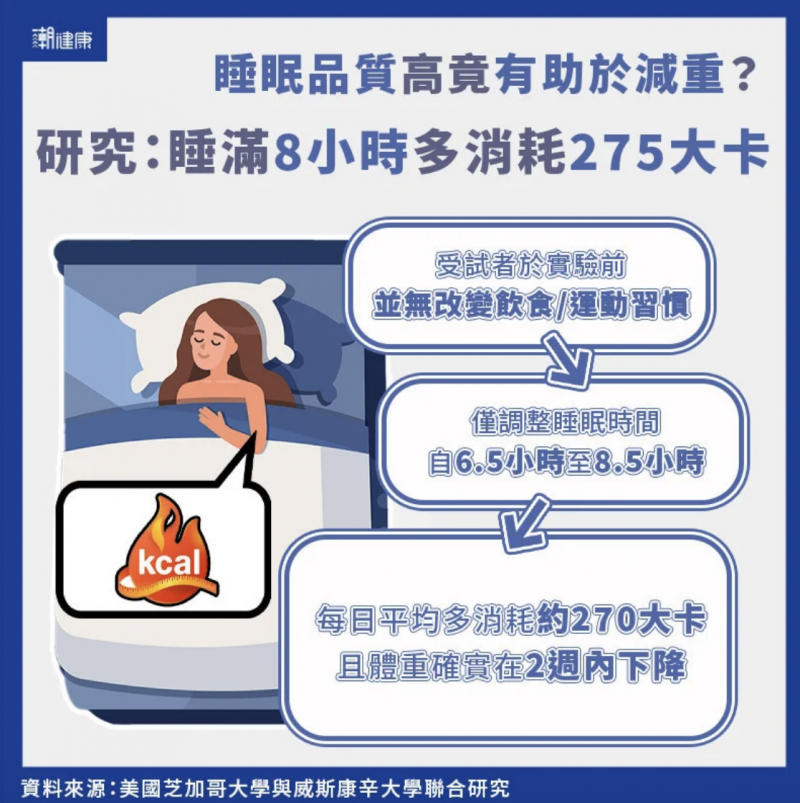 潮健康
睡眠品質高竟有助於減重？
研究：睡滿8小時多消耗275大卡
受試者於實驗前
並無改變飲食/運動習慣
僅調整睡眠時間
自6.5小時至8.5小時
kcal
每日平均多消耗約270大卡
且體重確實在2週內下降
資料來源：美國芝加哥大學與威斯康辛大學聯合研究